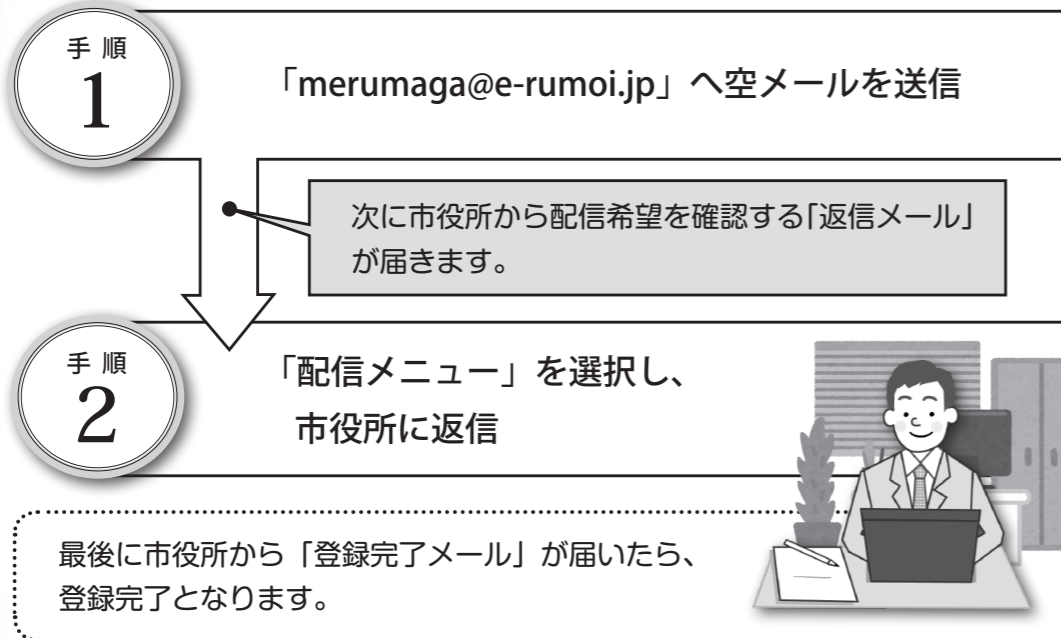 手順
1
「merumaga@e-rumoi.jp」へ空メールを送信
次に市役所から配信希望を確認する「返信メール」
が届きます。
手順
2
「配信メニュー」を選択し、
市役所に返信
最後に市役所から「登録完了メール」が届いたら、
登録完了となります。